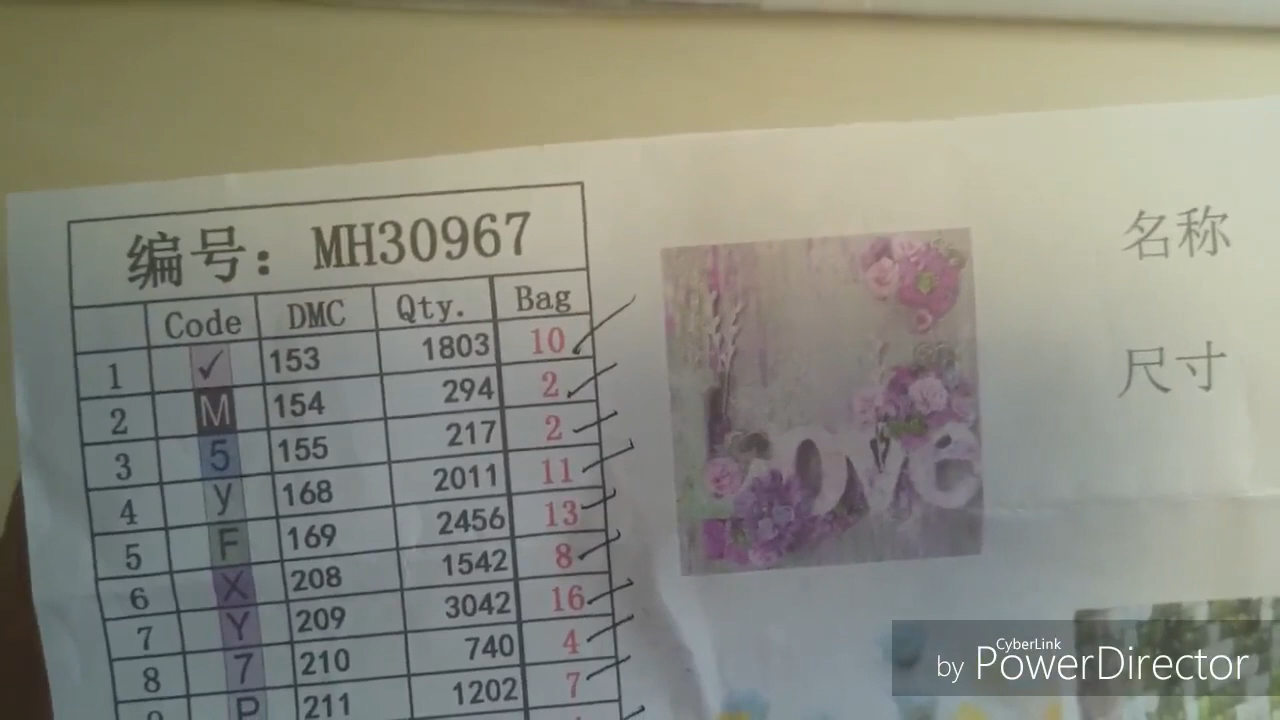 编号: MH30967
Code DMC Qty. Bag
1 ✓ 153 1803 10
2 M 154 294 2
3 5 155 217 2
4 y 168 2011 11
5 F 169 2456 13
6 X 208 1542 8
7 Y 209 3042 16
8 7 210 740 4
9 P 211 1202 7
love
名称
尺寸
CyberLink
by PowerDirector